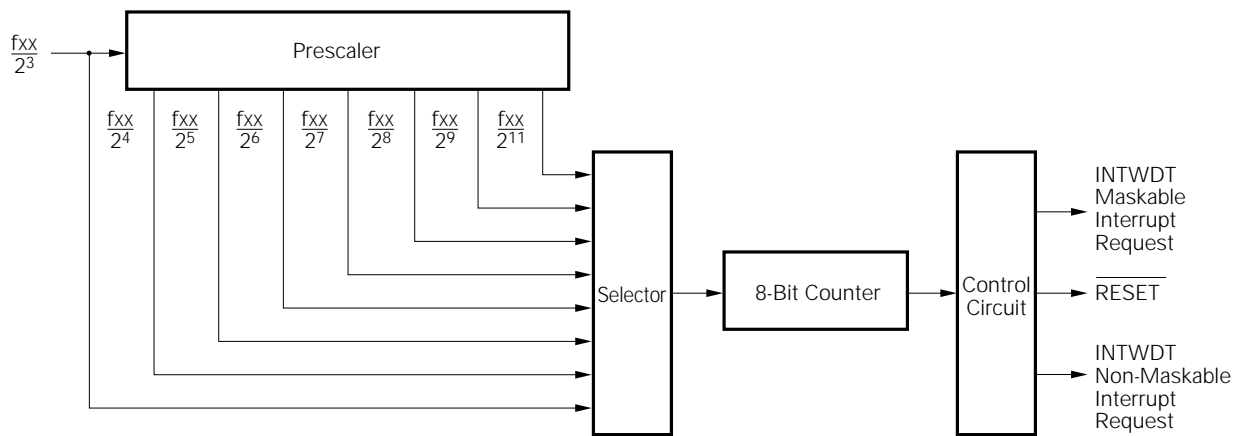 fxx
2³
Prescaler
fxx
2⁴
fxx
2⁵
fxx
2⁶
fxx
2⁷
fxx
2⁸
fxx
2⁹
fxx
2¹¹
Selector
8-Bit Counter
Control
Circuit
INTWDT
Maskable
Interrupt
Request
RESET
INTWDT
Non-Maskable
Interrupt
Request